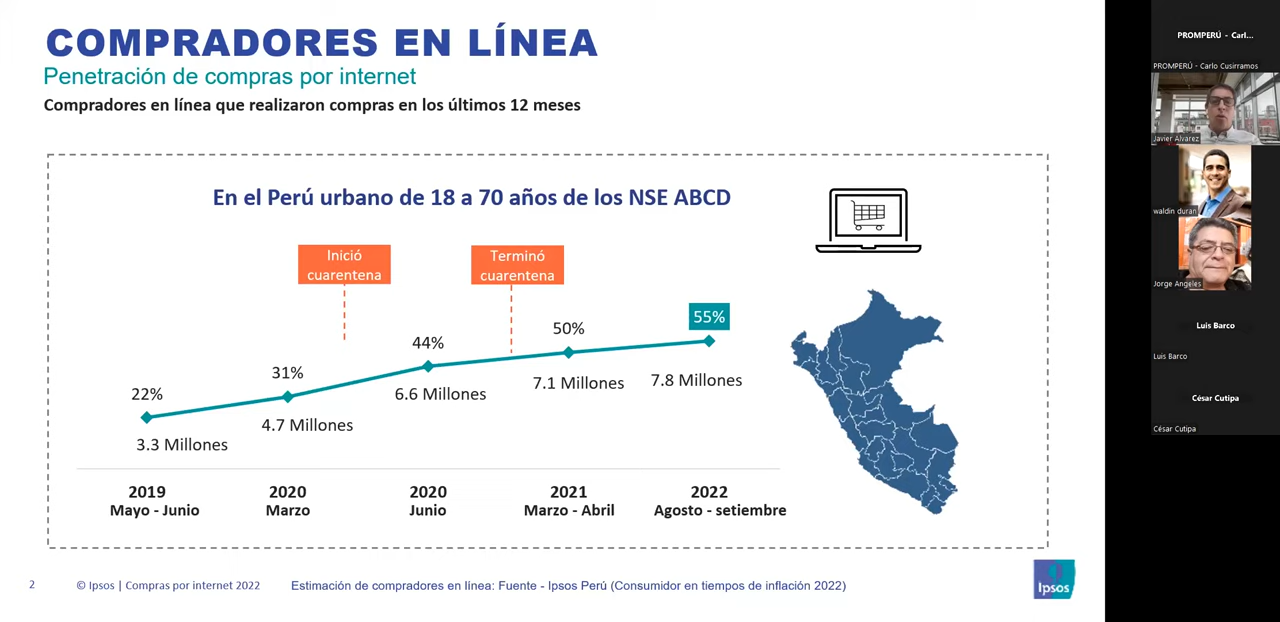 COMPRADORES EN LÍNEA
Penetración de compras por internet
Compradores en línea que realizaron compras en los últimos 12 meses
En el Perú urbano de 18 a 70 años de los NSE ABCD
Inició
cuarentena
Terminó
cuarentena
22%
31%
44%
50%
55%
3.3 Millones
4.7 Millones
6.6 Millones
7.1 Millones
7.8 Millones
2019
Mayo - Junio
2020
Marzo
2020
Junio
2021
Marzo - Abril
2022
Agosto - setiembre
2
© Ipsos | Compras por internet 2022
Estimación de compradores en línea: Fuente - Ipsos Perú (Consumidor en tiempos de inflación 2022)
Ipsos
PROMPERÚ - Carl...
PROMPERÚ - Carlo Cusirramos
Javier Alvarez
waldin duran
Jorge Angeles
Luis Barco
Luis Barco
César Cutipa
César Cutipa